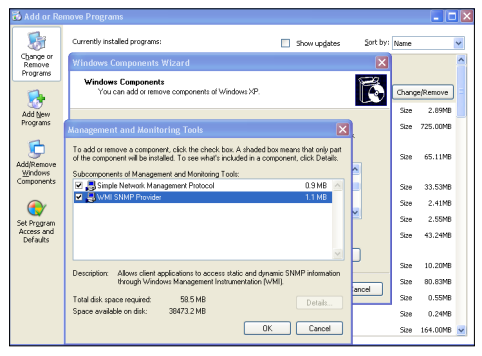 Add or Remove Programs
Currently installed programs:
Show updates
Sort by:
Name
Change or
Remove
Programs
Add New
Programs
Add/Remove
Windows
Components
Set Program
Access and
Defaults
Windows Components Wizard
Windows Components
You can add or remove components of Windows XP.
Change/Remove
Size 2.89MB
Size 725.00MB
Size 65.11MB
Size 33.53MB
Size 2.41MB
Size 2.55MB
Size 43.24MB
Size 10.20MB
Size 80.83MB
Size 0.55MB
Size 0.24MB
Size 164.00MB
Management and Monitoring Tools
To add or remove a component, click the check box. A shaded box means that only part
of the component will be installed. To see what's included in a component, click Details.
Subcomponents of Management and Monitoring Tools:
Simple Network Management Protocol 0.9 MB
WMI SNMP Provider 1.1 MB
Description: Allows client applications to access static and dynamic SNMP information
through Windows Management Instrumentation (WMI).
Total disk space required: 58.5 MB
Space available on disk: 38473.2 MB
Details...
OK
Cancel
ancel